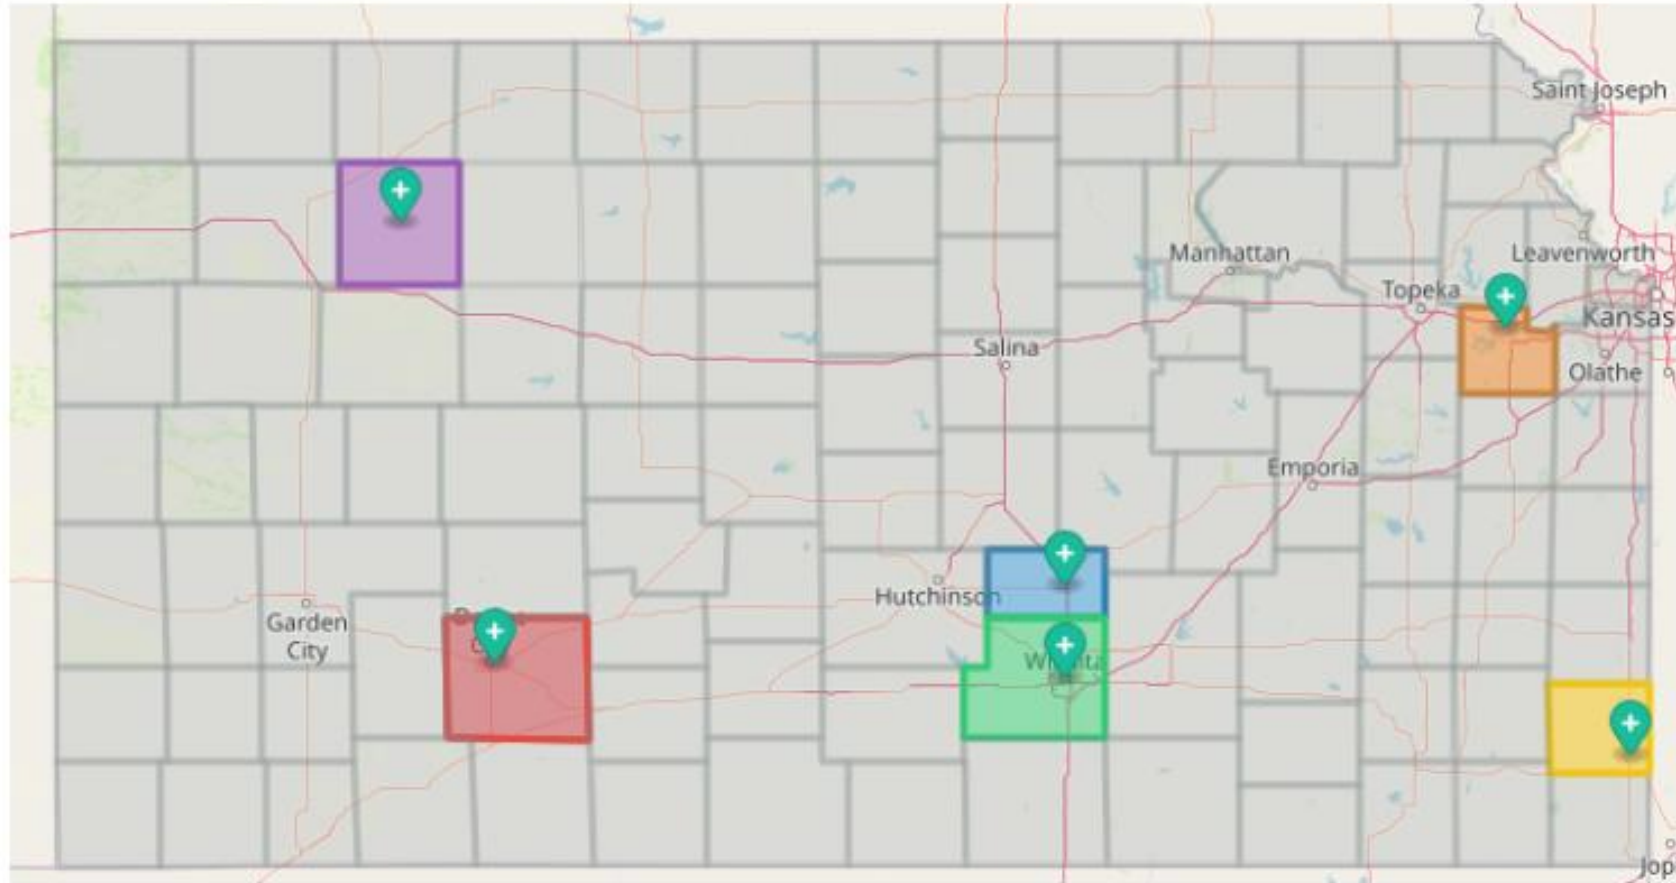 Saint Joseph
Manhattan
Leavenworth
Topeka
Kansas
Salina
Olathe
Emporia
Hutchinson
Garden
City
Jop